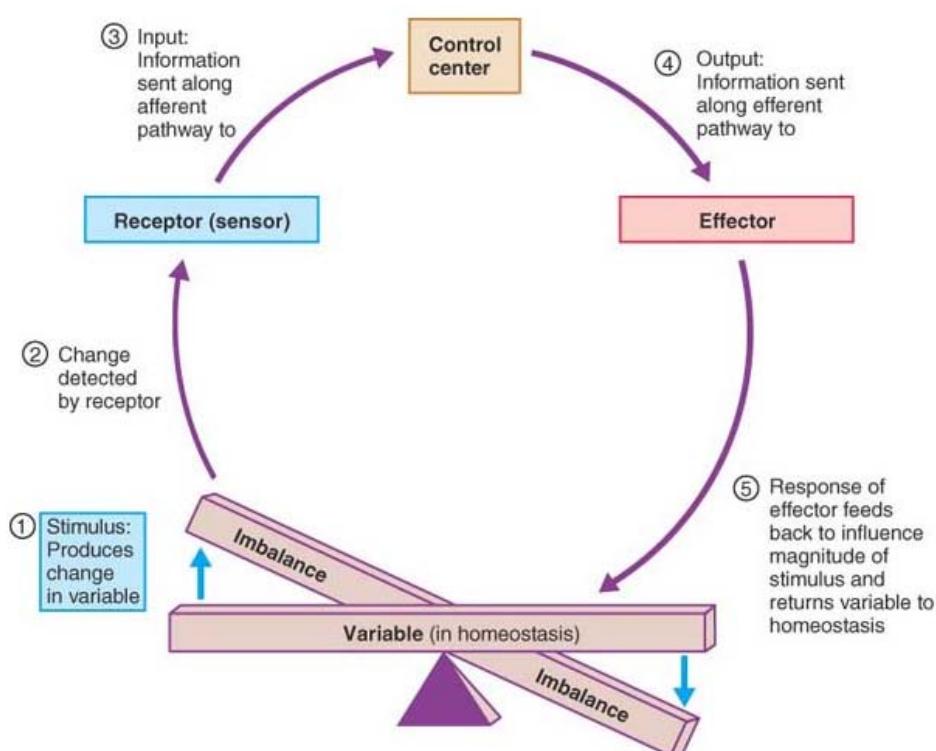 ③ Input:
Information
sent along
afferent
pathway to
Control
center
④ Output:
Information sent
along efferent
pathway to
Receptor (sensor)
Effector
② Change
detected
by receptor
① Stimulus:
Produces
change
in variable
Imbalance
Variable (in homeostasis)
Imbalance
⑤ Response of
effector feeds
back to influence
magnitude of
stimulus and
returns variable to
homeostasis